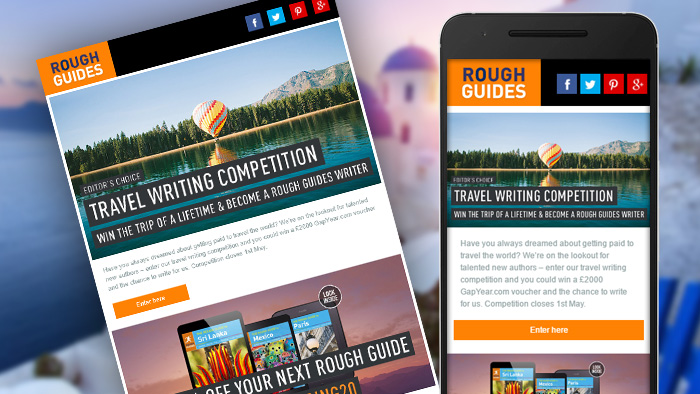 ROUGH
GUIDES
EDITOR'S CHOICE
TRAVEL WRITING COMPETITION
WIN THE TRIP OF A LIFETIME & BECOME A ROUGH GUIDES WRITER
Have you always dreamed about getting paid to travel the world? We're on the lookout for talented
new authors – enter our travel writing competition and you could win a £2000 GapYear.com voucher
and the chance to write for us. Competition closes 1st May.
Enter here
LOOK
INSIDE
Sri Lanka
Mexico
Paris
OFF YOUR NEXT ROUGH GUIDE
ROUGH
GUIDES
EDITOR'S CHOICE
TRAVEL WRITING COMPETITION
WIN THE TRIP OF A LIFETIME & BECOME A ROUGH GUIDES WRITER
Have you always dreamed about getting paid to
travel the world? We're on the lookout for
talented new authors – enter our travel writing
competition and you could win a £2000
GapYear.com voucher and the chance to write
for us. Competition closes 1st May.
Enter here
LOOK
INSIDE
Sri Lanka
Mexico
Paris